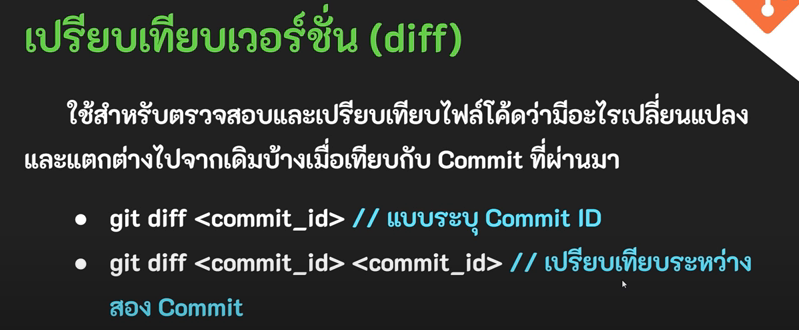 เปรียบเทียบเวอร์ชั่น (diff)
ใช้สำหรับตรวจสอบและเปรียบเทียบไฟล์โค้ดว่ามีอะไรเปลี่ยนแปลง
และแตกต่างไปจากเดิมบ้างเมื่อเทียบกับ Commit ที่ผ่านมา
● git diff <commit_id> // แบบระบุ Commit ID
● git diff <commit_id> <commit_id> // เปรียบเทียบระหว่าง
สอง Commit